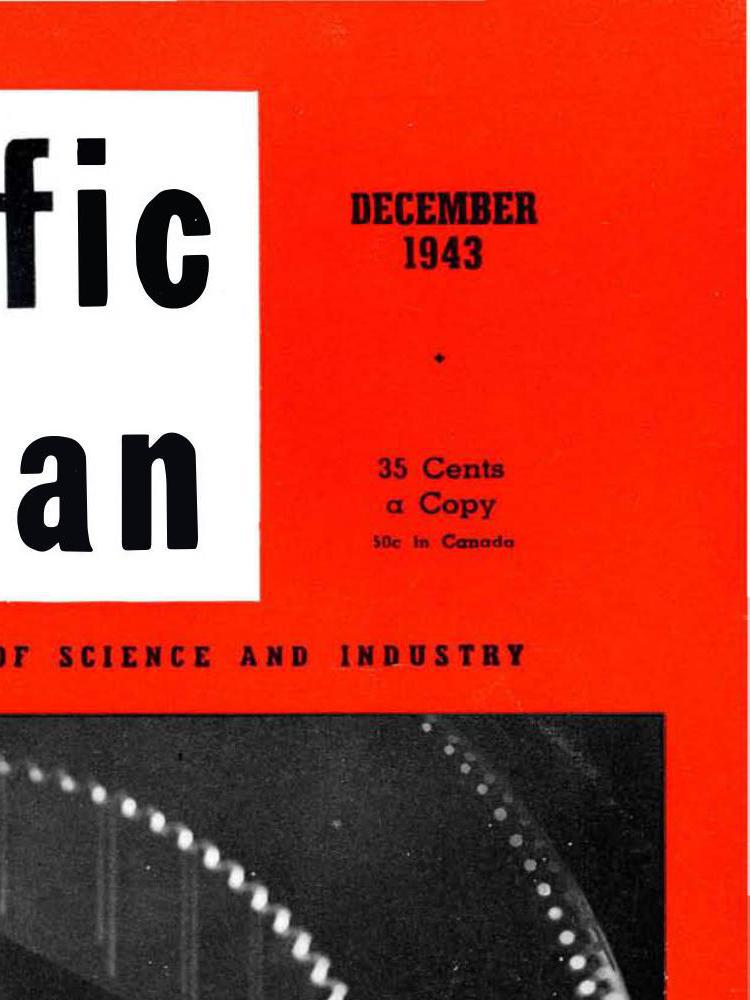 fic
an
DECEMBER
1943
35 Cents
a Copy
50c in Canada
OF SCIENCE AND INDUSTRY